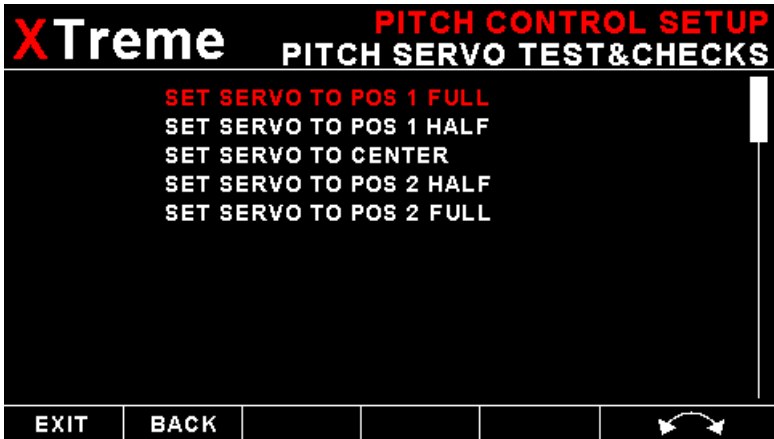 XTreme
PITCH CONTROL SETUP
PITCH SERVO TEST&CHECKS
SET SERVO TO POS 1 FULL
SET SERVO TO POS 1 HALF
SET SERVO TO CENTER
SET SERVO TO POS 2 HALF
SET SERVO TO POS 2 FULL
EXIT BACK